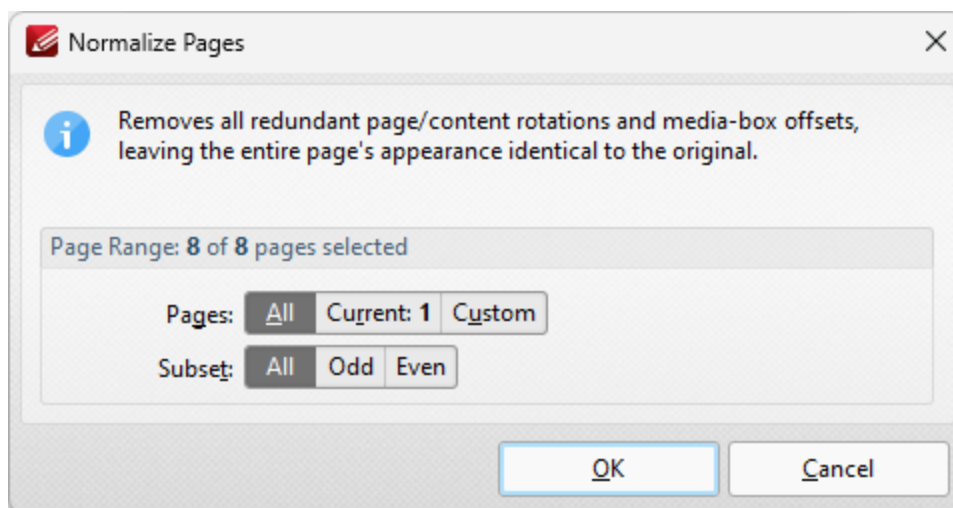 Normalize Pages
Removes all redundant page/content rotations and media-box offsets,
leaving the entire page's appearance identical to the original.
Page Range: 8 of 8 pages selected
Pages: All Current: 1 Custom
Subset: All Odd Even
OK Cancel